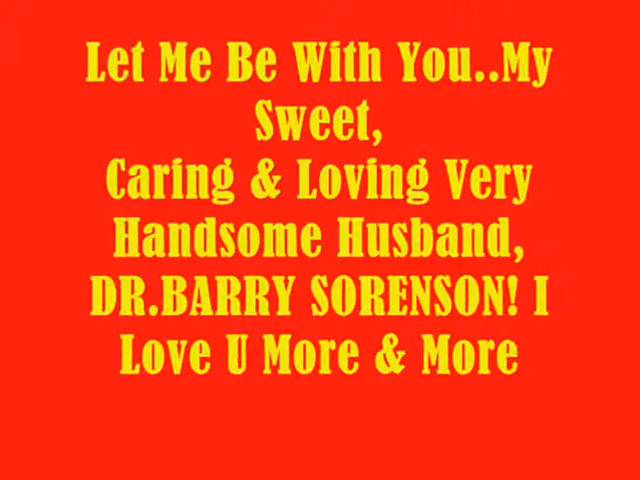 Let Me Be With You..My
Sweet,
Caring & Loving Very
Handsome Husband,
DR.BARRY SORENSON! I
Love U More & More